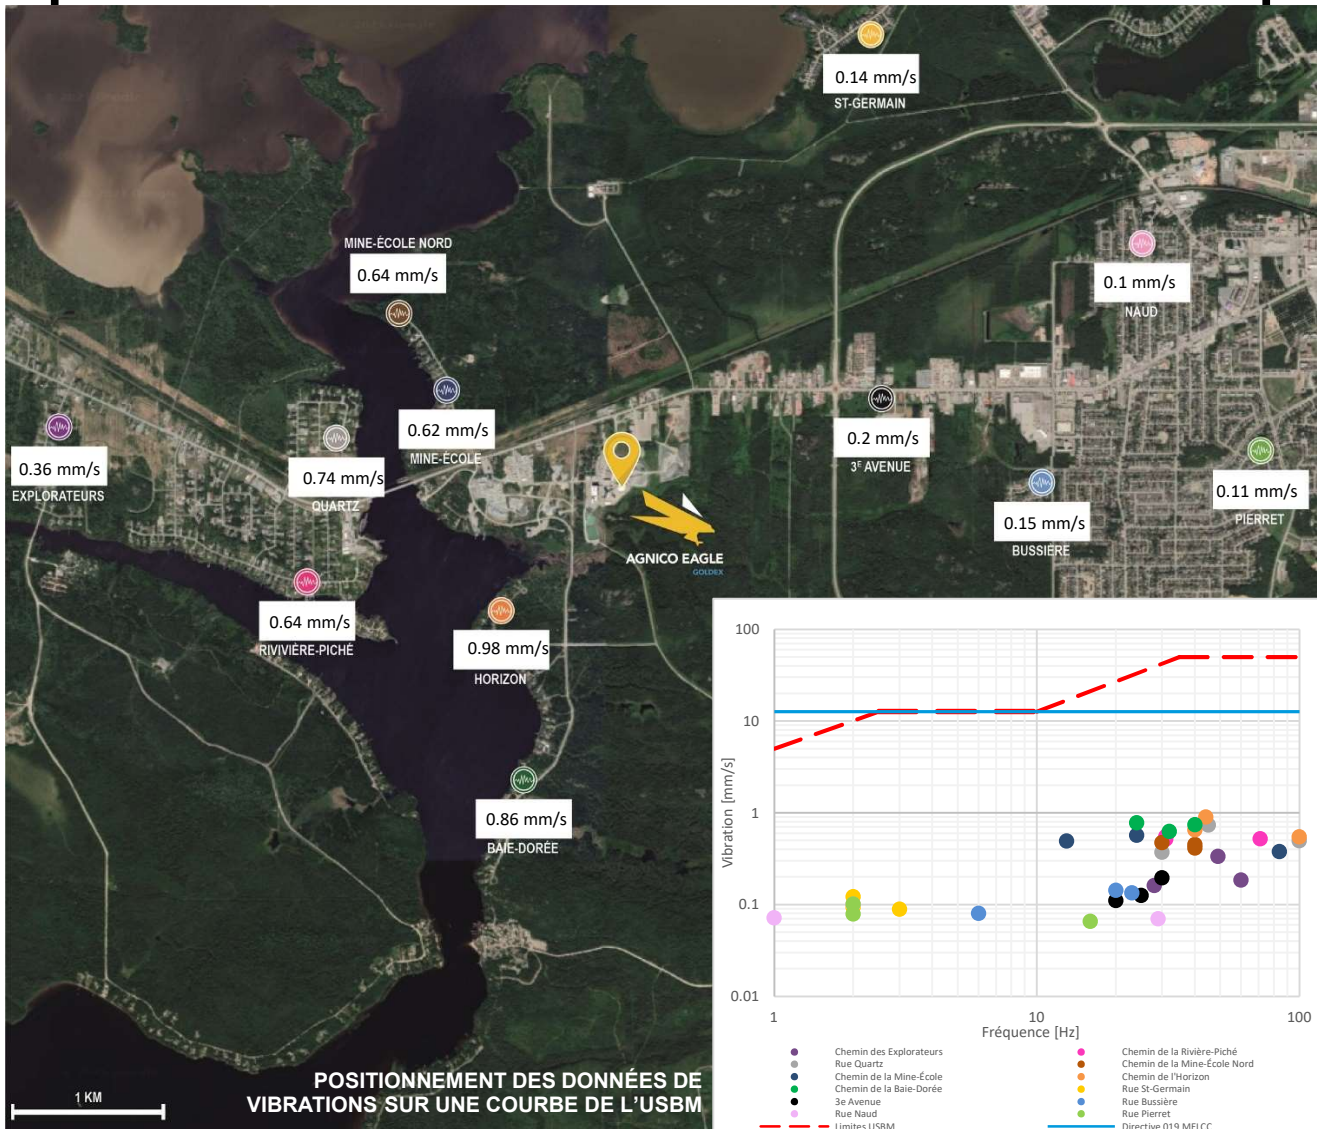 0.14 mm/s
ST-GERMAIN
MINE-ÉCOLE NORD
0.64 mm/s
0.1 mm/s
NAUD
0.62 mm/s
MINE-ÉCOLE
0.36 mm/s
EXPLORATEURS
0.74 mm/s
QUARTZ
0.2 mm/s
3E AVENUE
0.15 mm/s
BUSSIÈRE
0.11 mm/s
PIERRET
AGNICO EAGLE
GOLDEX
0.64 mm/s
RIVIVIÈRE-PICHÉ
0.98 mm/s
HORIZON
0.86 mm/s
BAIE-DORÉE
1 KM
POSITIONNEMENT DES DONNÉES DE
VIBRATIONS SUR UNE COURBE DE L'USBM
100
10
1
0.1
0.01
Vibration [mm/s]
1
10
100
Fréquence [Hz]
Chemin des Explorateurs
Chemin de la Rivière-Piché
Rue Quartz
Chemin de la Mine-École Nord
Chemin de la Mine-École
Chemin de l'Horizon
Chemin de la Baie-Dorée
Rue St-Germain
3e Avenue
Rue Bussière
Rue Naud
Rue Pierret
Limites USBM
Directive 019 MELCC